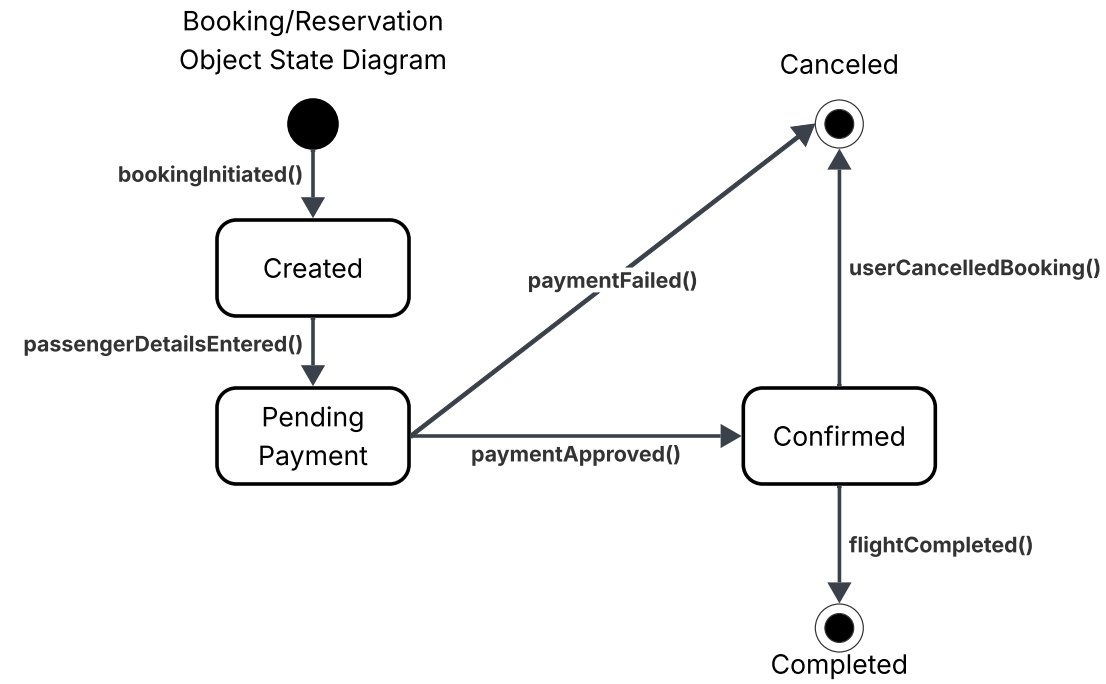 Booking/Reservation
Object State Diagram
Canceled
bookingInitiated()
Created
paymentFailed()
userCancelledBooking()
passengerDetailsEntered()
Pending
Payment
paymentApproved()
Confirmed
flightCompleted()
Completed